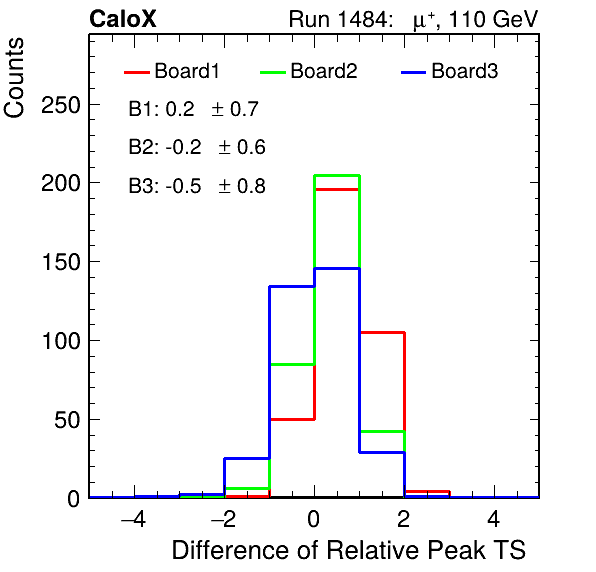 CaloX Run 1484: μ⁺, 110 GeV
Counts
Board1 Board2 Board3
B1: 0.2 ± 0.7
B2: -0.2 ± 0.6
B3: -0.5 ± 0.8
250
200
150
100
50
0
−4 −2 0 2 4
Difference of Relative Peak TS